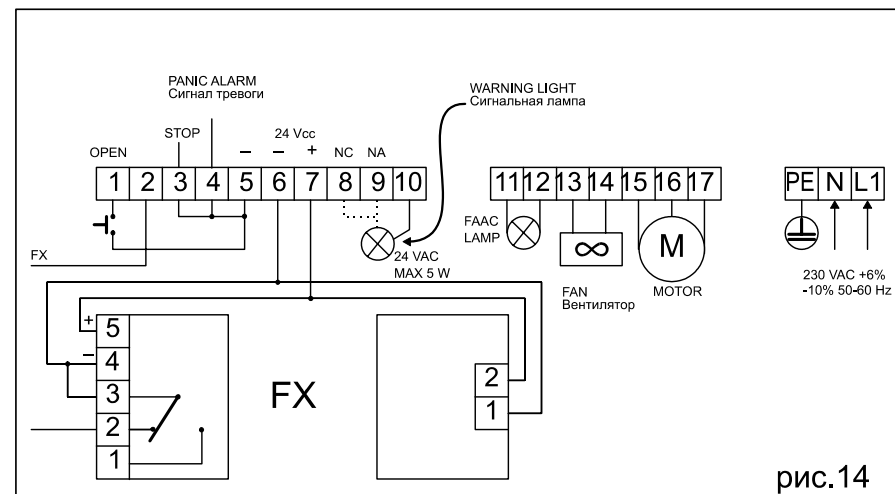 PANIC ALARM
Сигнал тревоги
WARNING LIGHT
Сигнальная лампа
STOP
24 Vcc
OPEN
– – + NC NA
1 2 3 4 5 6 7 8 9 10
11 12 13 14 15 16 17
PE N L1
FX
24 VAC
MAX 5 W
FAAC
LAMP
M
FAN
Вентилятор
MOTOR
230 VAC +6%
-10% 50-60 Hz
+ 5
– 4
3
2
1
FX
2
1
рис.14